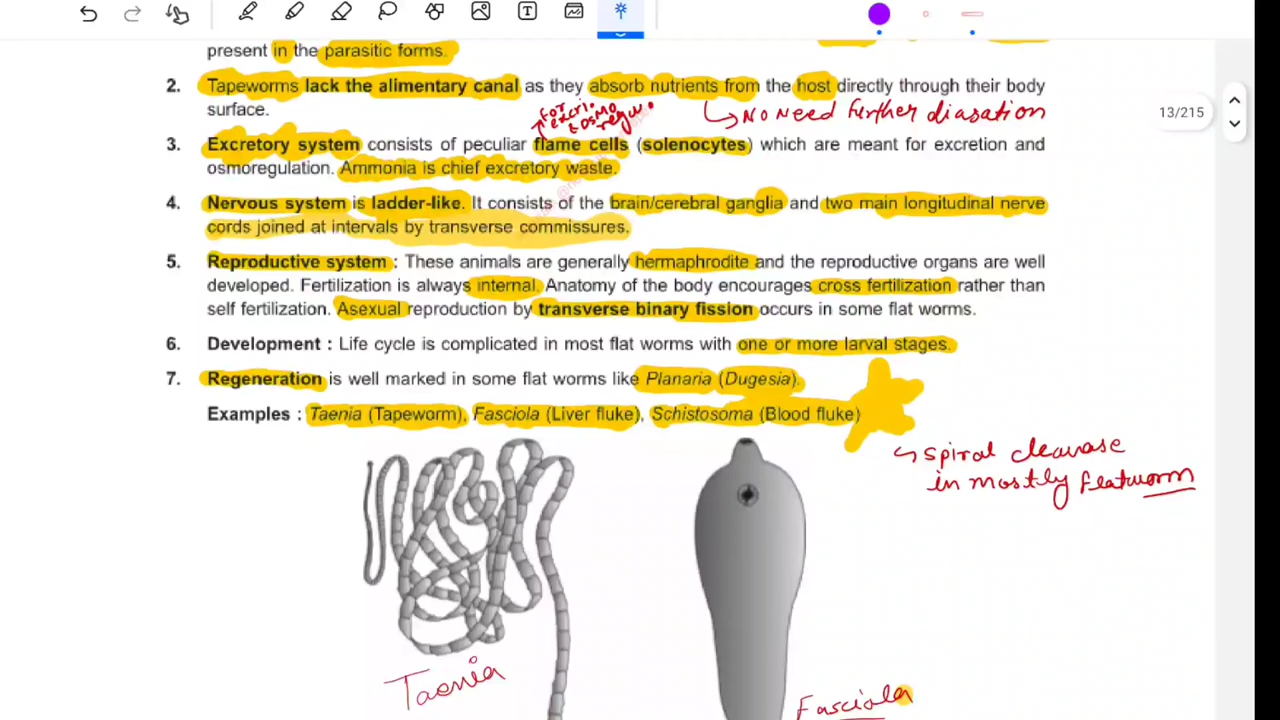 present in the parasitic forms.
2. Tapeworms lack the alimentary canal as they absorb nutrients from the host directly through their body
surface.
For
excri.
& osmo
regu.
↳ No Need further diasation
13/215
3. Excretory system consists of peculiar flame cells (solenocytes) which are meant for excretion and
osmoregulation. Ammonia is chief excretory waste.
4. Nervous system is ladder-like. It consists of the brain/cerebral ganglia and two main longitudinal nerve
cords joined at intervals by transverse commissures.
5. Reproductive system : These animals are generally hermaphrodite and the reproductive organs are well
developed. Fertilization is always internal. Anatomy of the body encourages cross fertilization rather than
self fertilization. Asexual reproduction by transverse binary fission occurs in some flat worms.
6. Development : Life cycle is complicated in most flat worms with one or more larval stages.
7. Regeneration is well marked in some flat worms like Planaria (Dugesia).
Examples : Taenia (Tapeworm), Fasciola (Liver fluke), Schistosoma (Blood fluke)
↳ spiral cleavase
in mostly flatworm
Taenia
Fasciola